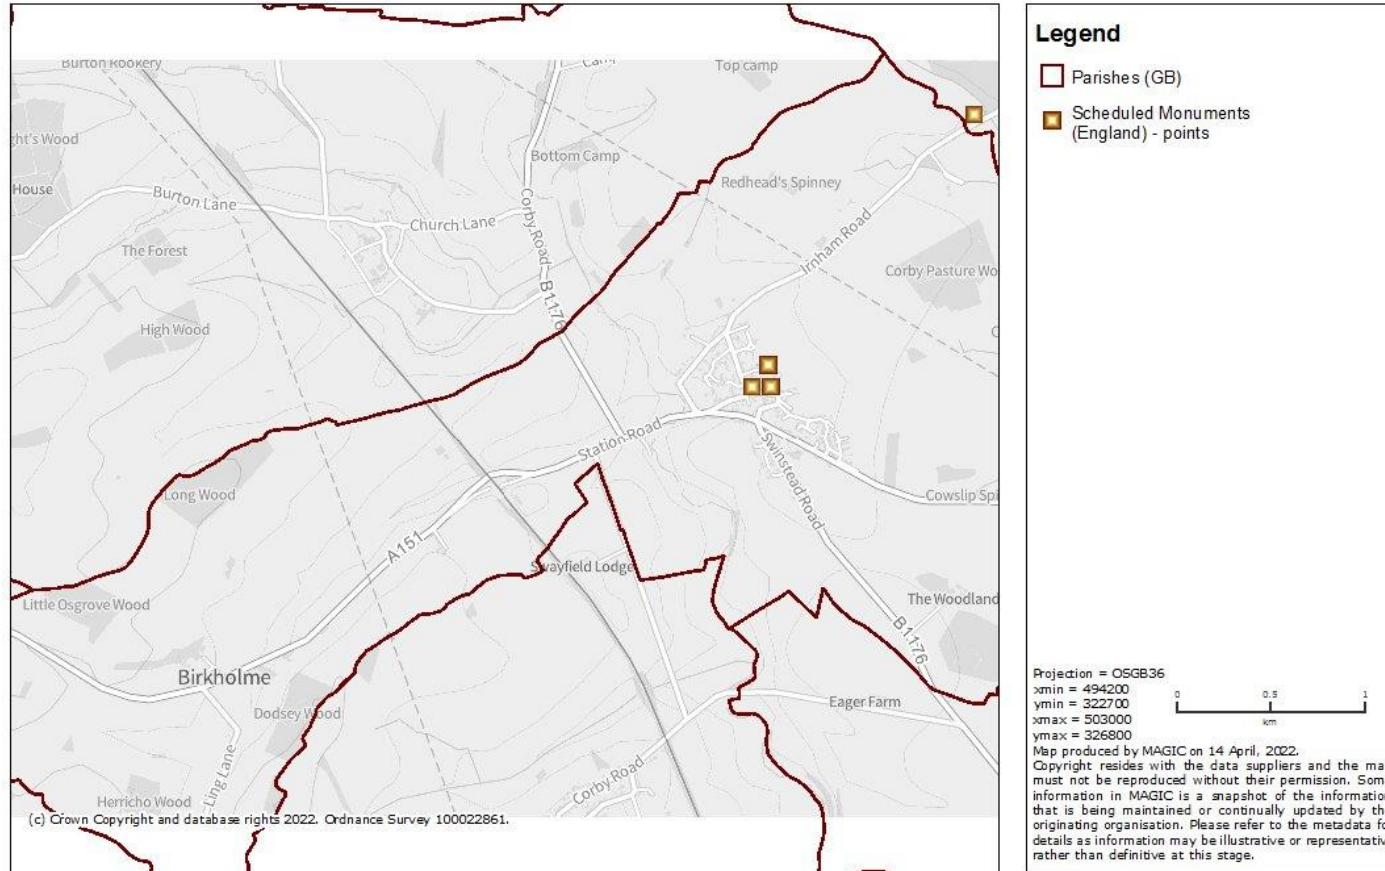 Burton Rookery
Top camp
ght's Wood
Bottom Camp
Redhead's Spinney
House
Burton Lane
Church Lane
Corby Road
Irnham Road
The Forest
Corby Pasture Wo
B1176
High Wood
Station Road
Swinstead Road
Long Wood
Cowslip Spi
A151
Swayfield Lodge
Little Osgrove Wood
The Woodland
B1176
Birkholme
Dodsey Wood
Eager Farm
Ling Lane
Corby Road
Herricho Wood
(c) Crown Copyright and database rights 2022. Ordnance Survey 100022861.
Legend
Parishes (GB)
Scheduled Monuments
(England) - points
Projection = OSGB36
xmin = 494200
ymin = 322700
xmax = 503000
ymax = 326800
0 0.5 1
km
Map produced by MAGIC on 14 April, 2022.
Copyright resides with the data suppliers and the ma
must not be reproduced without their permission. Som
information in MAGIC is a snapshot of the information
that is being maintained or continually updated by th
originating organisation. Please refer to the metadata fo
details as information may be illustrative or representativ
rather than definitive at this stage.